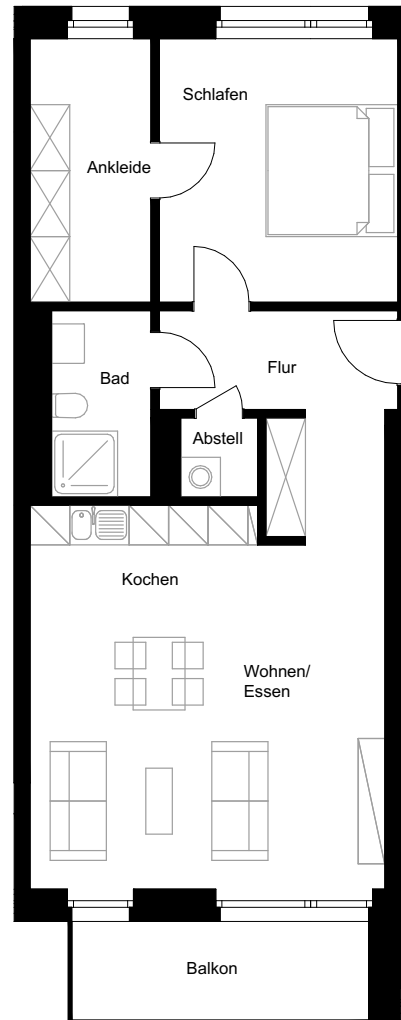 Schlafen
Ankleide
Bad
Flur
Abstell
Kochen
Wohnen/
Essen
Balkon